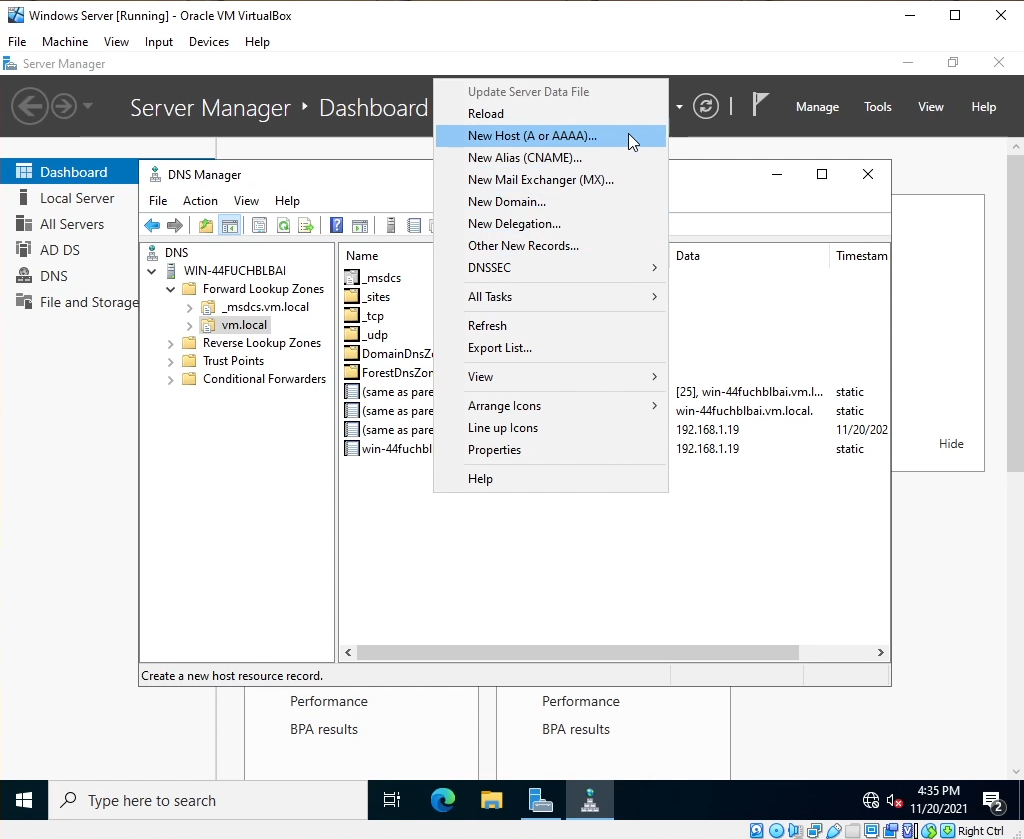 Windows Server [Running] - Oracle VM VirtualBox
File Machine View Input Devices Help
Server Manager
Server Manager Dashboard
Manage Tools View Help
Update Server Data File
Reload
New Host (A or AAAA)...
New Alias (CNAME)...
New Mail Exchanger (MX)...
New Domain...
New Delegation...
Other New Records...
DNSSEC
All Tasks
Refresh
Export List...
View
Arrange Icons
Line up Icons
Properties
Help
Dashboard
Local Server
All Servers
AD DS
DNS
File and Storage
DNS Manager
File Action View Help
DNS
WIN-44FUCHBLBAI
Forward Lookup Zones
_msdcs.vm.local
vm.local
Reverse Lookup Zones
Trust Points
Conditional Forwarders
Name Data Timestam
_msdcs
_sites
_tcp
_udp
DomainDnsZo
ForestDnsZon
(same as pare [25], win-44fuchblbai.vm.l... static
(same as pare win-44fuchblbai.vm.local. static
(same as pare 192.168.1.19 11/20/202
win-44fuchbl 192.168.1.19 static
Hide
Create a new host resource record.
Performance Performance
BPA results BPA results
Type here to search
4:35 PM
11/20/2021
2
Right Ctrl